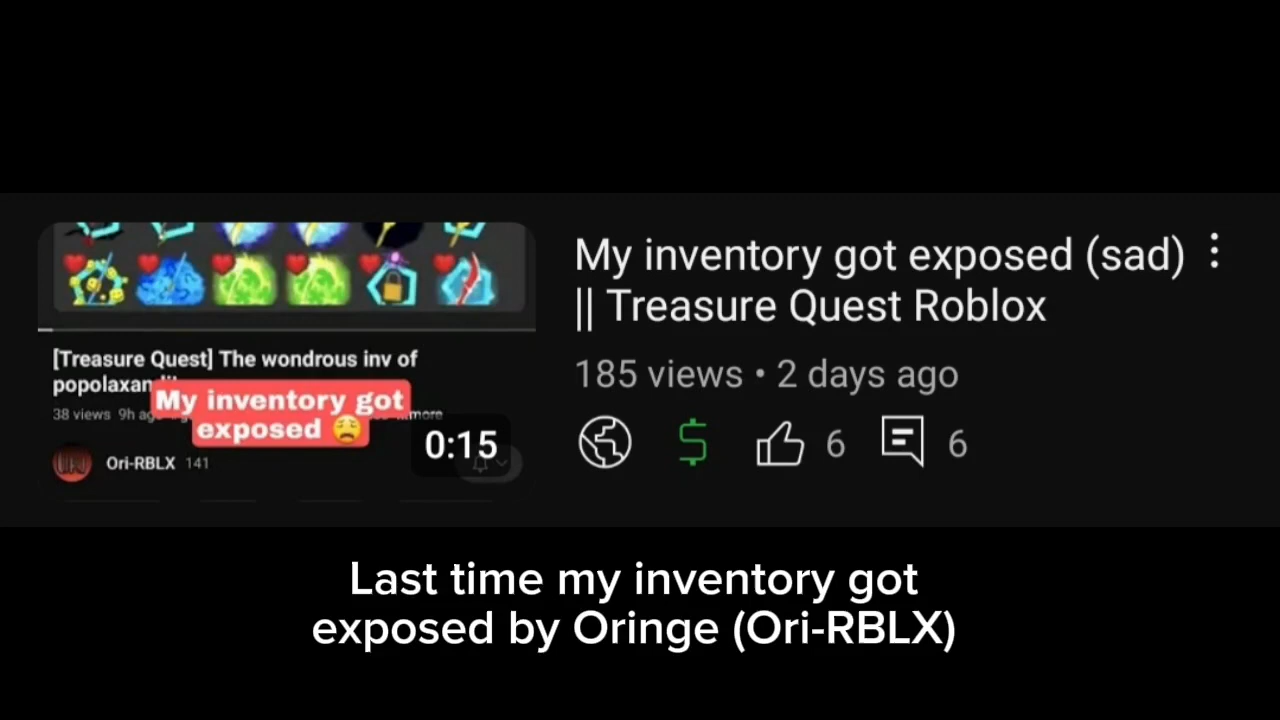 My inventory got exposed (sad)
|| Treasure Quest Roblox
185 views • 2 days ago
6
6
[Treasure Quest] The wondrous inv of
popolaxan
38 views 9h ag
...more
My inventory got
exposed
Ori-RBLX 141
0:15
Last time my inventory got
exposed by Oringe (Ori-RBLX)